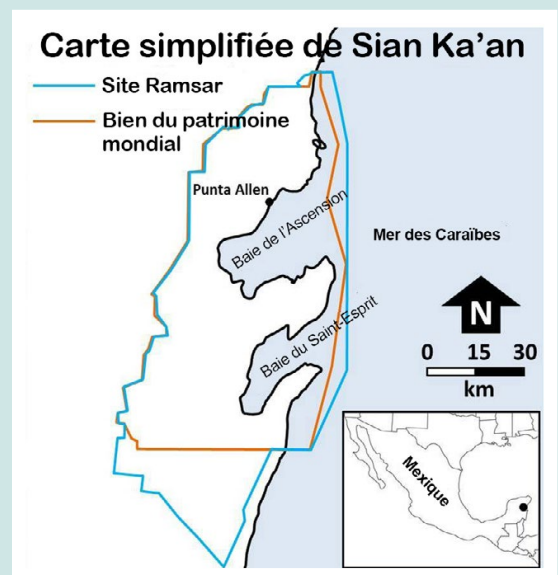 Carte simplifiée de Sian Ka'an
Site Ramsar
Bien du patrimoine
mondial
Punta Allen
Baie de l'Ascension
Mer des Caraïbes
Baie du Saint-Esprit
N
0 15 30
km
Mexique